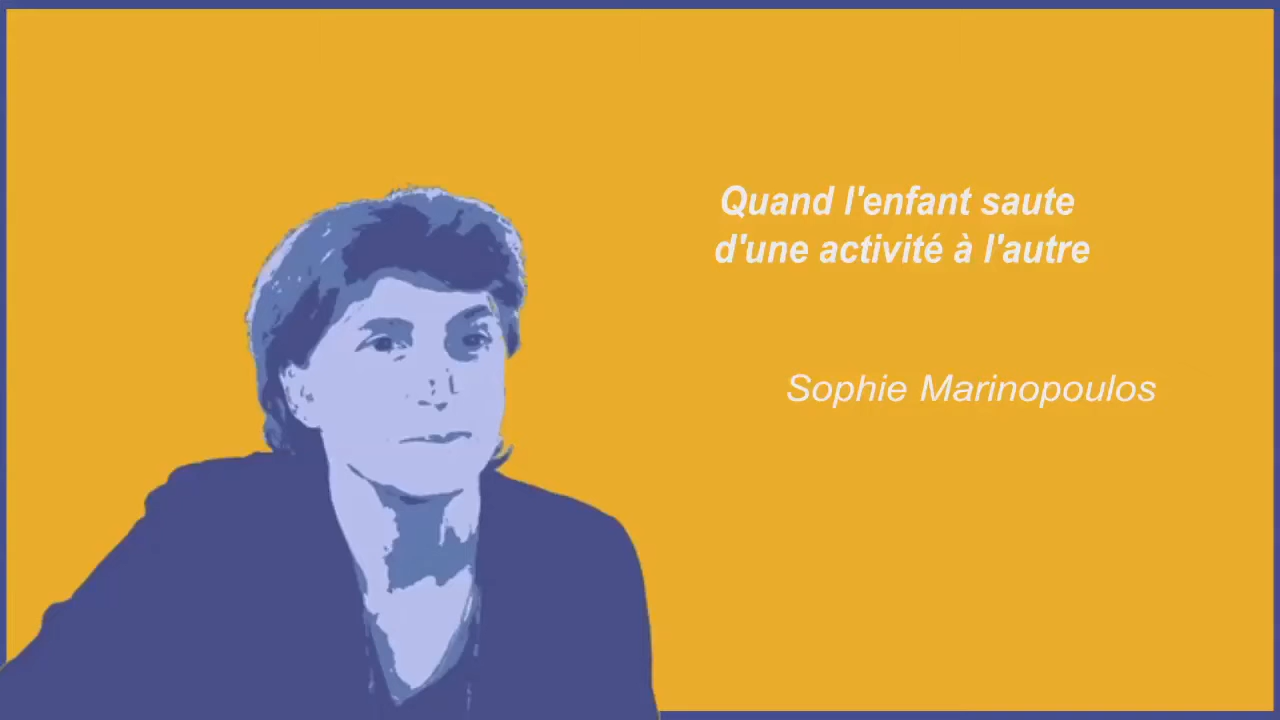 Quand l'enfant saute
d'une activité à l'autre
Sophie Marinopoulos